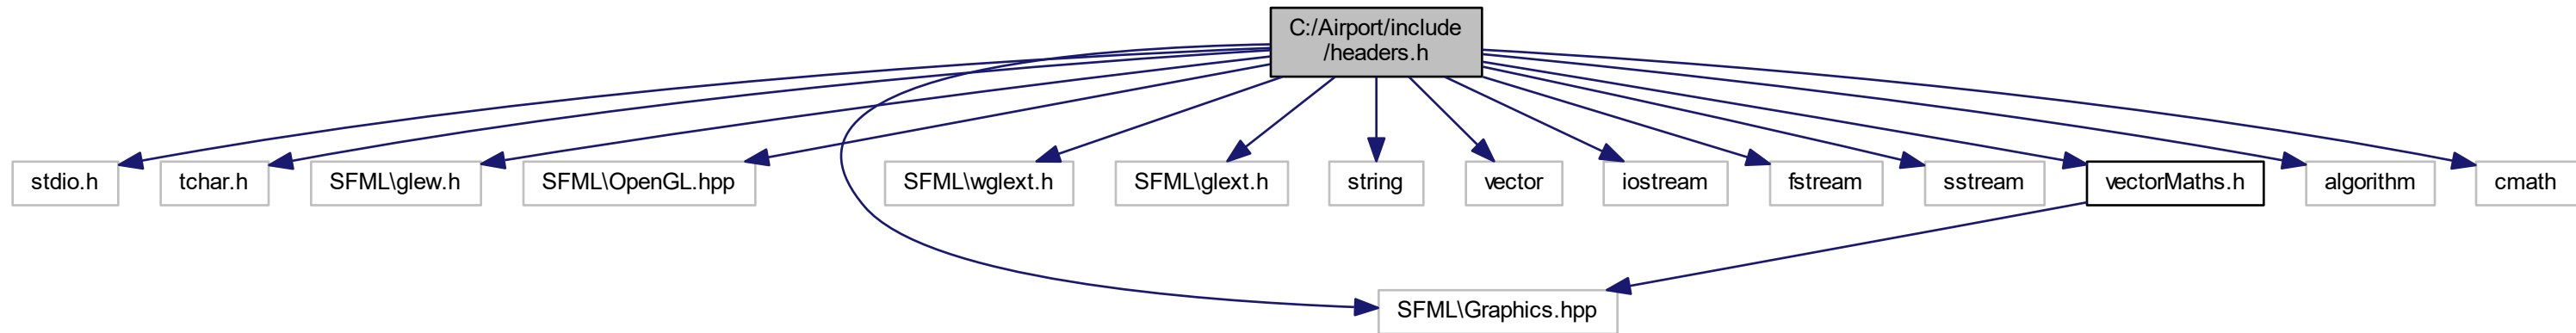 C:/Airport/include
/headers.h
stdio.h
tchar.h
SFML\glew.h
SFML\OpenGL.hpp
SFML\wglext.h
SFML\glext.h
string
vector
iostream
fstream
sstream
vectorMaths.h
algorithm
cmath
SFML\Graphics.hpp